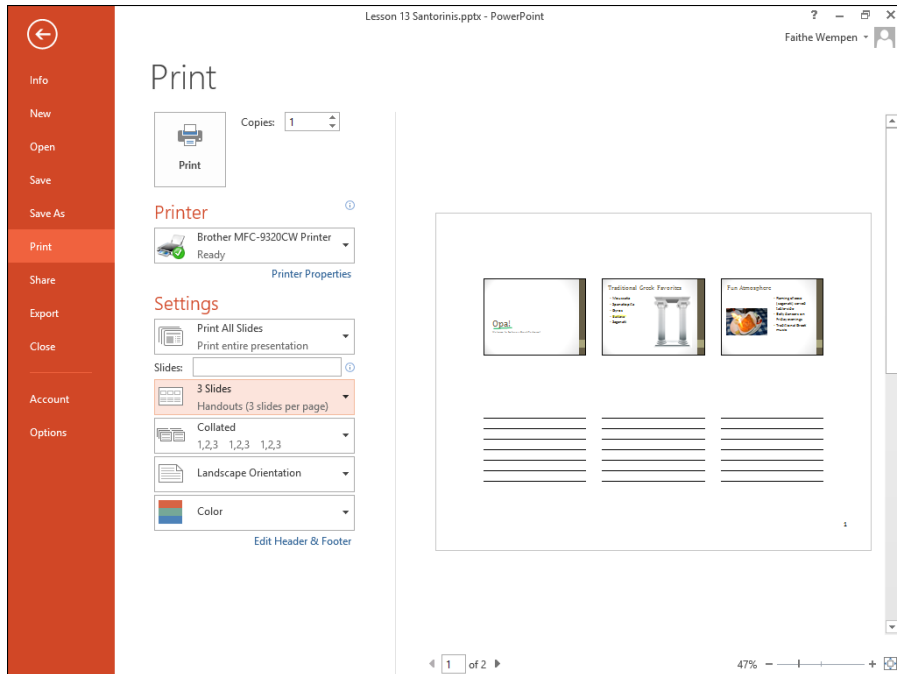 Lesson 13 Santorinis.pptx - PowerPoint
?
Faithe Wempen
Info
New
Open
Save
Save As
Print
Share
Export
Close
Account
Options
Print
Copies: 1
Print
Printer
Brother MFC-9320CW Printer
Ready
Printer Properties
Settings
Print All Slides
Print entire presentation
Slides:
3 Slides
Handouts (3 slides per page)
Collated
1,2,3 1,2,3 1,2,3
Landscape Orientation
Color
Edit Header & Footer
Opa!
Traditional Greek Favorites
Fun Atmosphere
1
1 of 2
47%